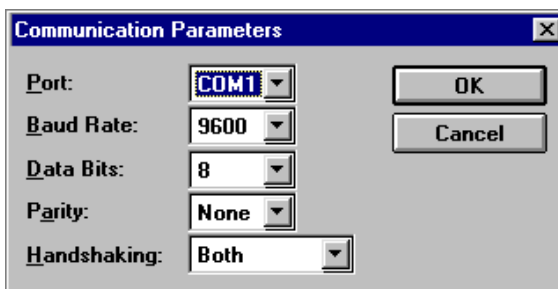 Communication Parameters
Port: COM1 OK
Baud Rate: 9600 Cancel
Data Bits: 8
Parity: None
Handshaking: Both